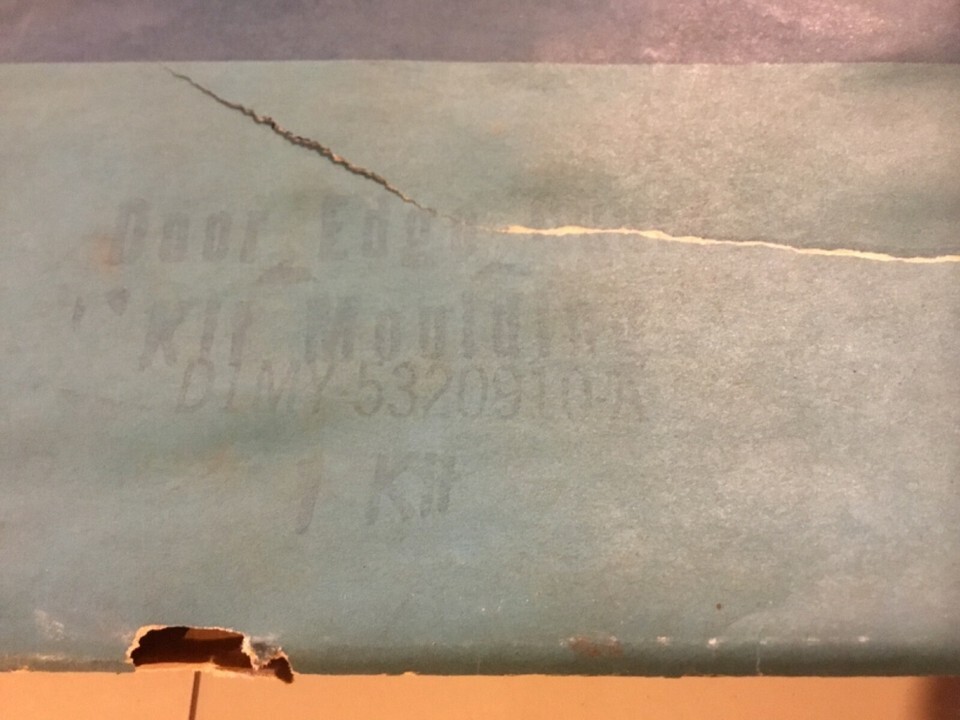 Door Edge
Kit Moulding
D1MY-5320910-A
1 Kit